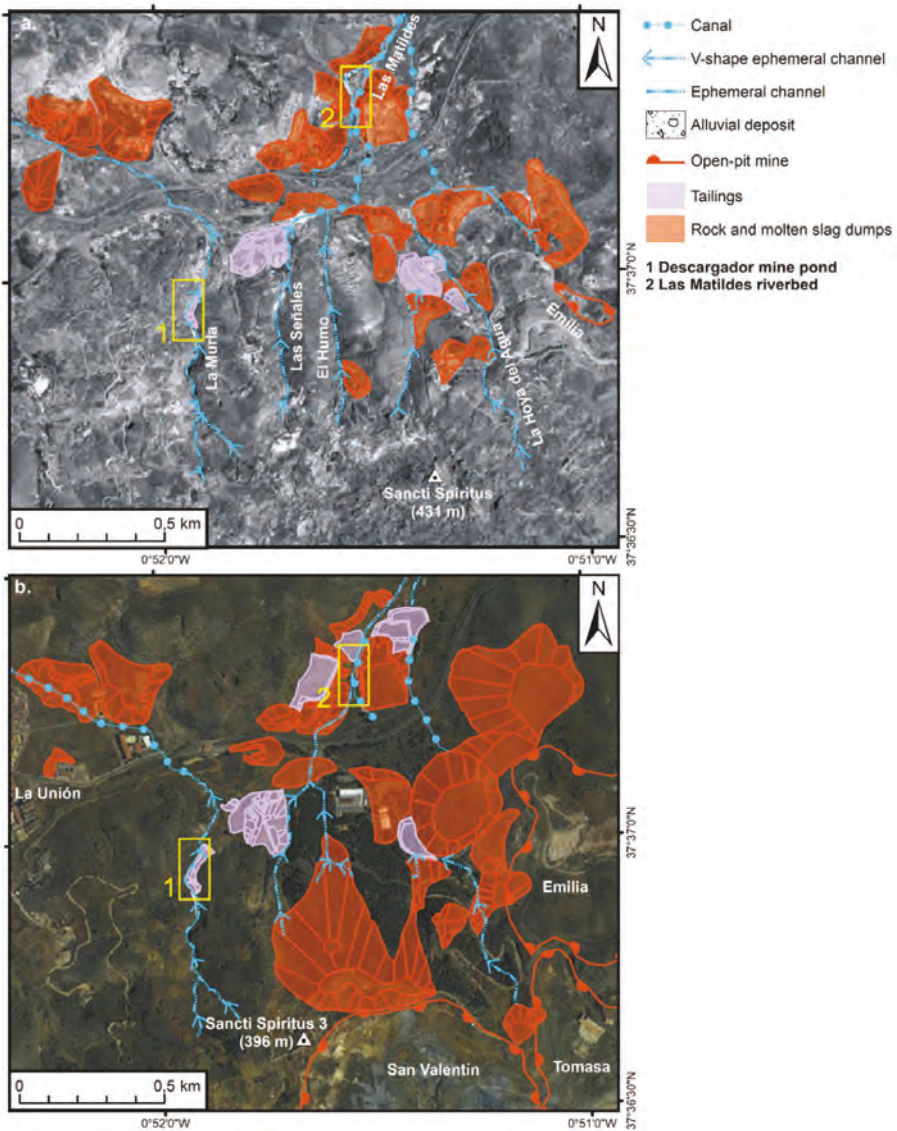 a.
N
Las Matildes
2
1
La Murla
Las Señales
El Humo
La Hoya del Agua
Emilia
Sancti Spiritus
(431 m)
0 0,5 km
37°37'0"N
37°36'30"N
0°52'0"W 0°51'0"W
Canal
V-shape ephemeral channel
Ephemeral channel
Alluvial deposit
Open-pit mine
Tailings
Rock and molten slag dumps
1 Descargador mine pond
2 Las Matildes riverbed
b.
N
2
La Unión
1
Emilia
Sancti Spiritus 3
(396 m)
San Valentín
Tomasa
0 0,5 km
37°37'0"N
37°36'30"N
0°52'0"W 0°51'0"W